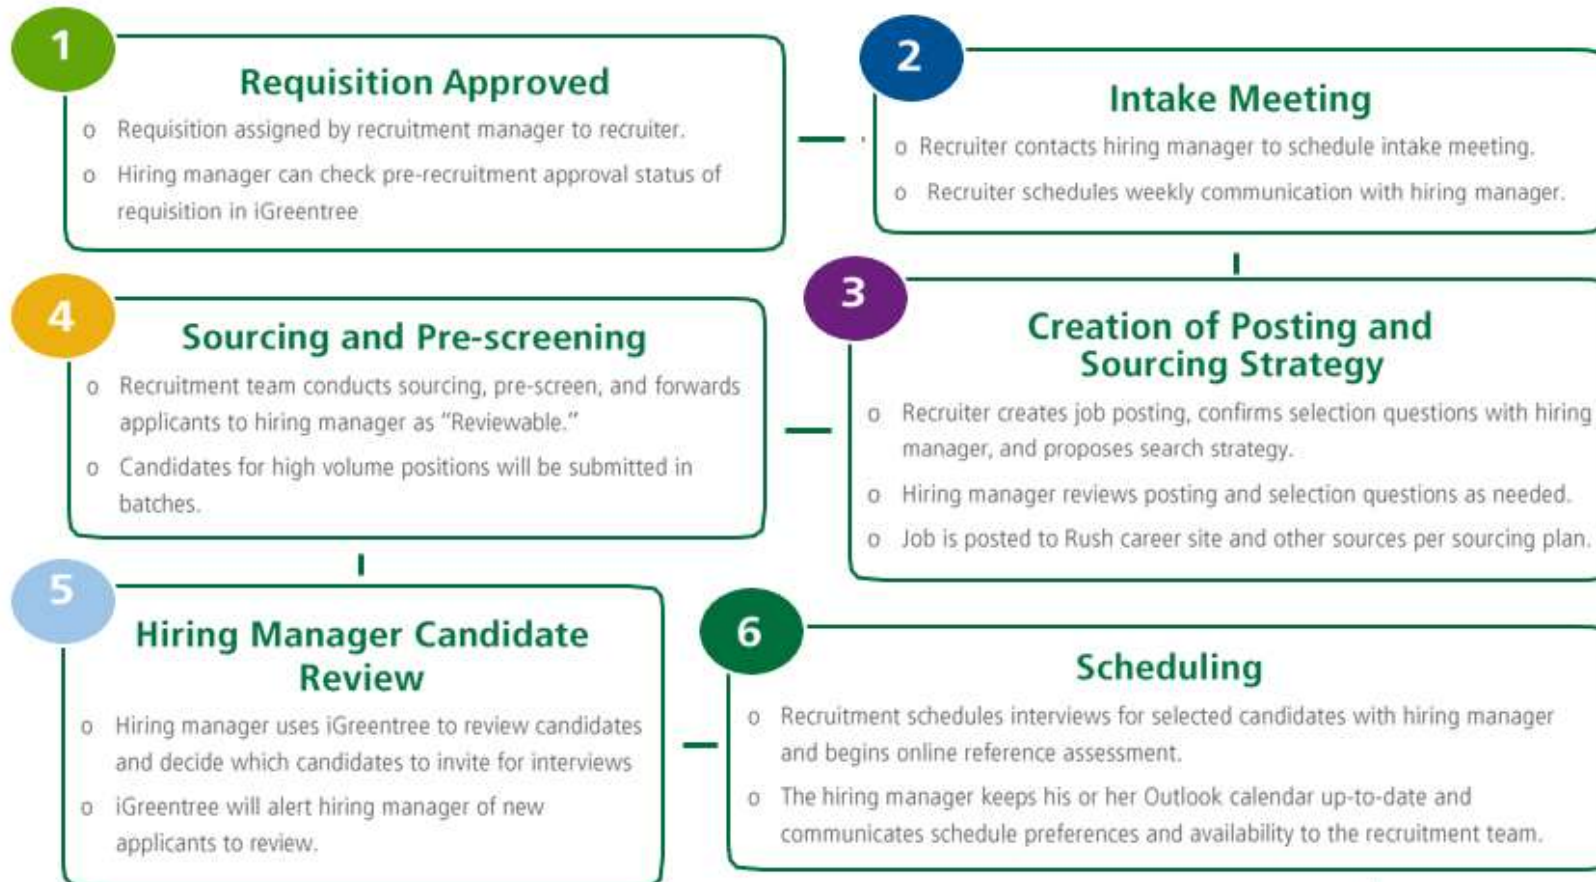 1
Requisition Approved
o Requisition assigned by recruitment manager to recruiter.
o Hiring manager can check pre-recruitment approval status of
requisition in iGreentree
2
Intake Meeting
o Recruiter contacts hiring manager to schedule intake meeting.
o Recruiter schedules weekly communication with hiring manager.
3
Creation of Posting and
Sourcing Strategy
o Recruiter creates job posting, confirms selection questions with hiring
manager, and proposes search strategy.
o Hiring manager reviews posting and selection questions as needed.
o Job is posted to Rush career site and other sources per sourcing plan.
4
Sourcing and Pre-screening
o Recruitment team conducts sourcing, pre-screen, and forwards
applicants to hiring manager as “Reviewable.”
o Candidates for high volume positions will be submitted in
batches.
5
Hiring Manager Candidate
Review
o Hiring manager uses iGreentree to review candidates
and decide which candidates to invite for interviews
o iGreentree will alert hiring manager of new
applicants to review.
6
Scheduling
o Recruitment schedules interviews for selected candidates with hiring manager
and begins online reference assessment.
o The hiring manager keeps his or her Outlook calendar up-to-date and
communicates schedule preferences and availability to the recruitment team.